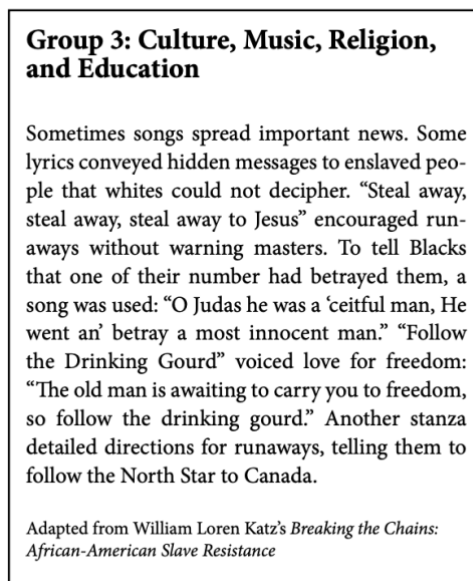 Group 3: Culture, Music, Religion,
and Education
Sometimes songs spread important news. Some
lyrics conveyed hidden messages to enslaved peo-
ple that whites could not decipher. “Steal away,
steal away, steal away to Jesus” encouraged run-
aways without warning masters. To tell Blacks
that one of their number had betrayed them, a
song was used: “O Judas he was a ‘ceitful man, He
went an’ betray a most innocent man.” “Follow
the Drinking Gourd” voiced love for freedom:
“The old man is awaiting to carry you to freedom,
so follow the drinking gourd.” Another stanza
detailed directions for runaways, telling them to
follow the North Star to Canada.
Adapted from William Loren Katz’s Breaking the Chains:
African-American Slave Resistance